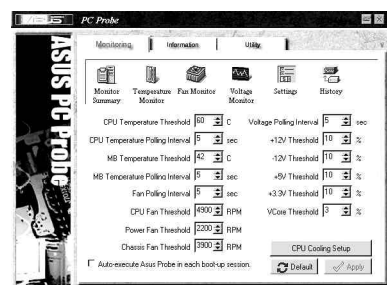 ASUS PC Probe
Monitoring Information Utility
ASUS PC Probe
Monitor Summary
Temperature Monitor
Fan Monitor
Voltage Monitor
Settings
History
CPU Temperature Threshold 60 C
Voltage Polling Interval 5 sec
CPU Temperature Polling Interval 5 sec
+12V Threshold 10 %
MB Temperature Threshold 42 C
-12V Threshold 10 %
MB Temperature Polling Interval 5 sec
+5V Threshold 10 %
Fan Polling Interval 5 sec
+3.3V Threshold 10 %
CPU Fan Threshold 4900 RPM
VCore Threshold 3 %
Power Fan Threshold 2200 RPM
Chassis Fan Threshold 3900 RPM
CPU Cooling Setup
Auto-execute Asus Probe in each boot-up session.
Default Apply